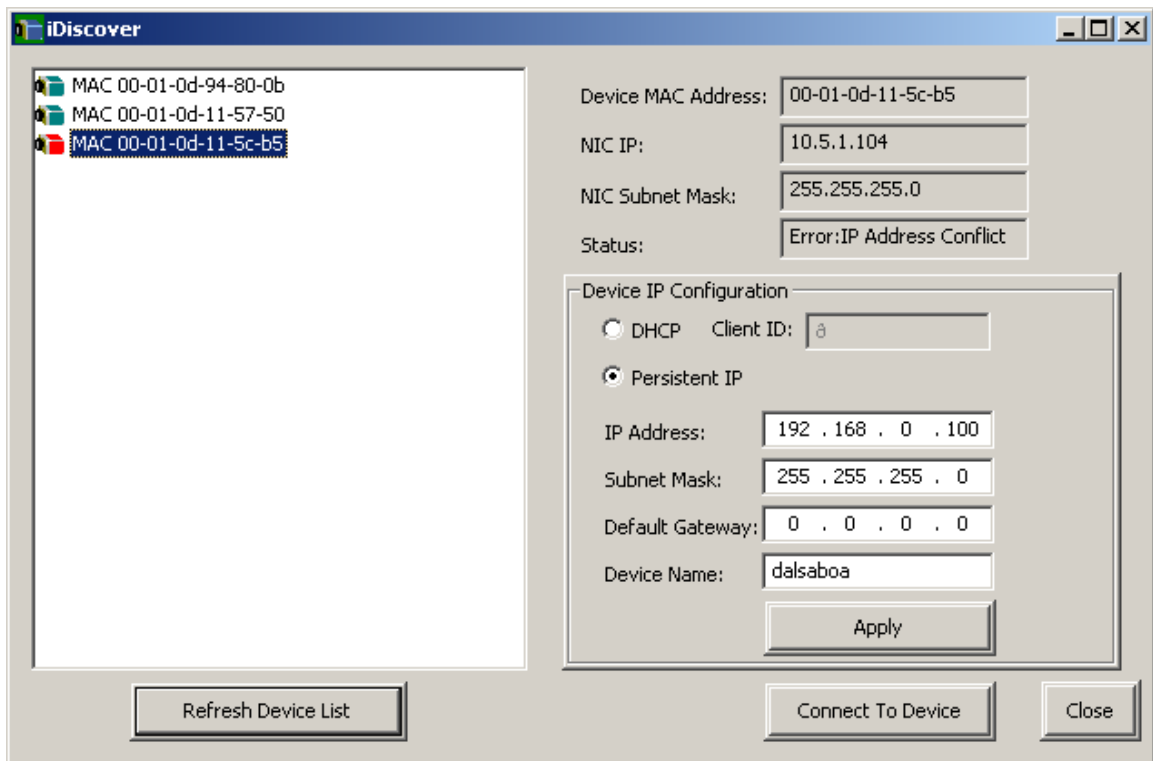 iDiscover
MAC 00-01-0d-94-80-0b
MAC 00-01-0d-11-57-50
MAC 00-01-0d-11-5c-b5
Device MAC Address: 00-01-0d-11-5c-b5
NIC IP: 10.5.1.104
NIC Subnet Mask: 255.255.255.0
Status: Error:IP Address Conflict
Device IP Configuration
DHCP Client ID: a
Persistent IP
IP Address: 192 . 168 . 0 . 100
Subnet Mask: 255 . 255 . 255 . 0
Default Gateway: 0 . 0 . 0 . 0
Device Name: dalsaboa
Apply
Refresh Device List Connect To Device Close